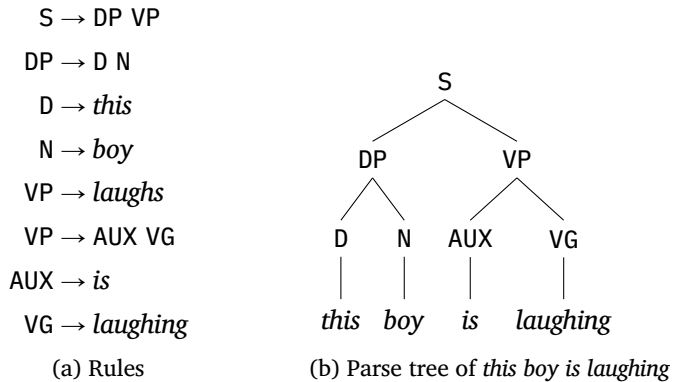 S → DP VP
DP → D N
D → this
N → boy
VP → laughs
VP → AUX VG
AUX → is
VG → laughing
(a) Rules
S
DP VP
D N AUX VG
this boy is laughing
(b) Parse tree of this boy is laughing